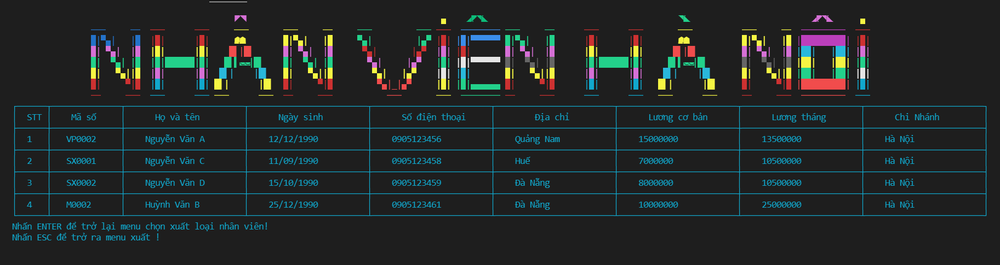 NHÂN VIÊN HÀ NÔI
STT Mã số Họ và tên Ngày sinh Số điện thoại Địa chỉ Lương cơ bản Lương tháng Chi Nhánh
1 VP0002 Nguyễn Văn A 12/12/1990 0905123456 Quảng Nam 15000000 13500000 Hà Nội
2 SX0001 Nguyễn Văn C 11/09/1990 0905123458 Huế 7000000 10500000 Hà Nội
3 SX0002 Nguyễn Văn D 15/10/1990 0905123459 Đà Nẵng 8000000 10500000 Hà Nội
4 M0002 Huỳnh Văn B 25/12/1990 0905123461 Đà Nẵng 10000000 25000000 Hà Nội
Nhấn ENTER để trở lại menu chọn xuất loại nhân viên!
Nhấn ESC để trở ra menu xuất !